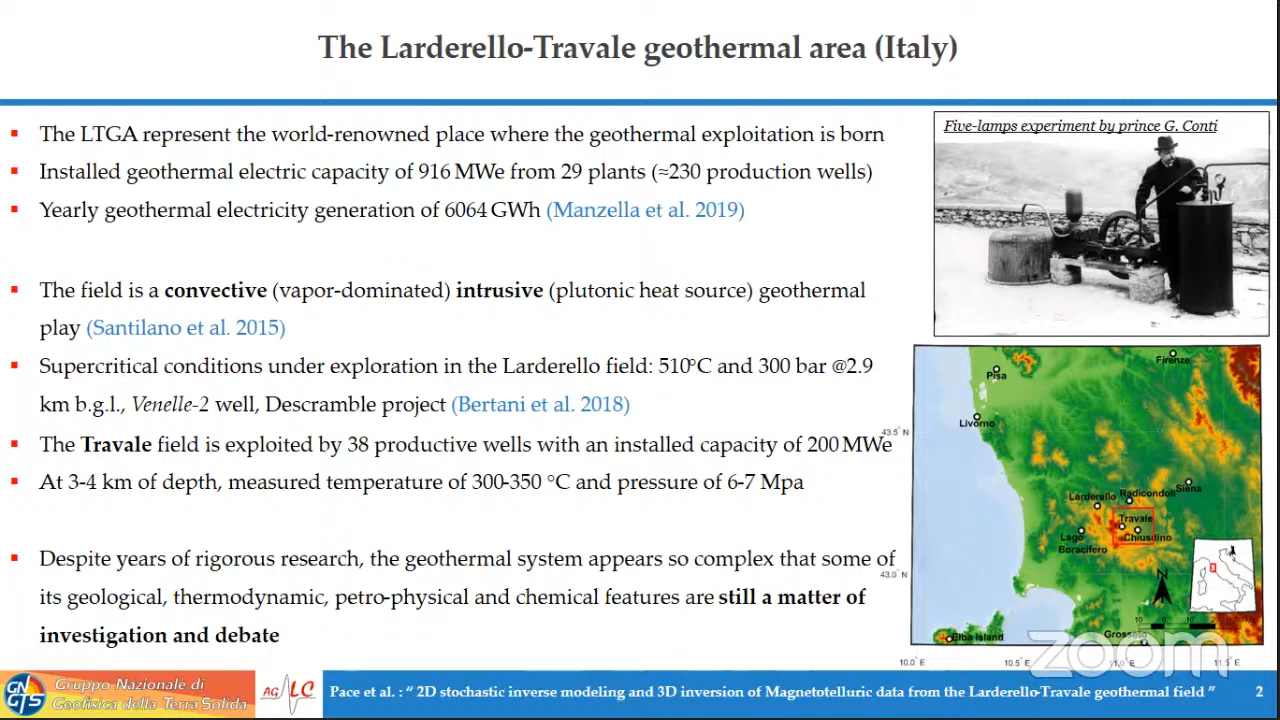 The Larderello-Travale geothermal area (Italy)
The LTGA represent the world-renowned place where the geothermal exploitation is born
Installed geothermal electric capacity of 916 MWe from 29 plants (≈230 production wells)
Yearly geothermal electricity generation of 6064 GWh (Manzella et al. 2019)
The field is a convective (vapor-dominated) intrusive (plutonic heat source) geothermal
play (Santilano et al. 2015)
Supercritical conditions under exploration in the Larderello field: 510°C and 300 bar @2.9
km b.g.l., Venelle-2 well, Descramble project (Bertani et al. 2018)
The Travale field is exploited by 38 productive wells with an installed capacity of 200 MWe
At 3-4 km of depth, measured temperature of 300-350 °C and pressure of 6-7 Mpa
Despite years of rigorous research, the geothermal system appears so complex that some of
its geological, thermodynamic, petro-physical and chemical features are still a matter of
investigation and debate
Five-lamps experiment by prince G. Conti
Firenze
Pisa
Livorno
43.5° N
Siena
Larderello
Radicondoli
Travale
Lago
Boracifero
Chiusdino
43.0° N
N
Elba Island
Grosseto
10.0° E
10.5° E
11.0° E
11.5° E
zoom
GNGTS
Gruppo Nazionale di
Geofisica della Terra Solida
AG LC
Pace et al. : “ 2D stochastic inverse modeling and 3D inversion of Magnetotelluric data from the Larderello-Travale geothermal field ”
2